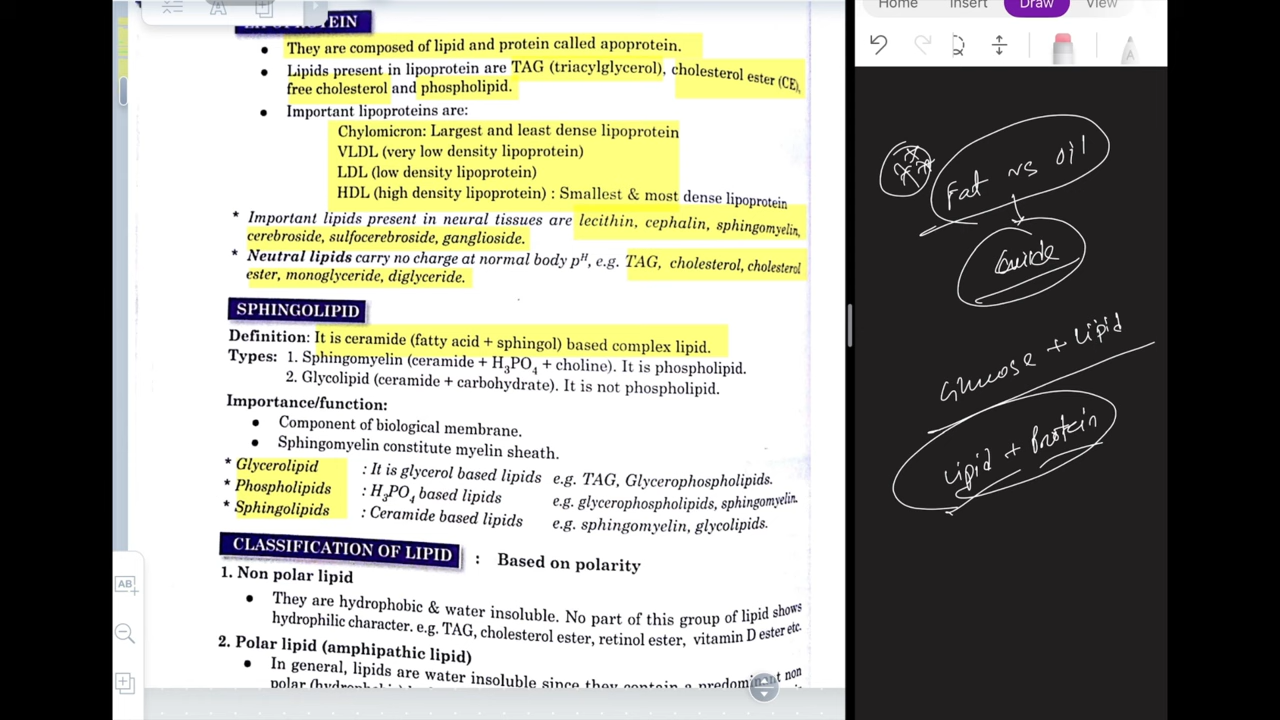 Home Insert Draw View
LIPOPROTEIN
• They are composed of lipid and protein called apoprotein.
• Lipids present in lipoprotein are TAG (triacylglycerol), cholesterol ester (CE),
free cholesterol and phospholipid.
• Important lipoproteins are:
Chylomicron: Largest and least dense lipoprotein
VLDL (very low density lipoprotein)
LDL (low density lipoprotein)
HDL (high density lipoprotein) : Smallest & most dense lipoprotein
* Important lipids present in neural tissues are lecithin, cephalin, sphingomyelin,
cerebroside, sulfocerebroside, ganglioside.
* Neutral lipids carry no charge at normal body pH, e.g. TAG, cholesterol, cholesterol
ester, monoglyceride, diglyceride.
SPHINGOLIPID
Definition: It is ceramide (fatty acid + sphingol) based complex lipid.
Types: 1. Sphingomyelin (ceramide + H3PO4 + choline). It is phospholipid.
2. Glycolipid (ceramide + carbohydrate). It is not phospholipid.
Importance/function:
• Component of biological membrane.
• Sphingomyelin constitute myelin sheath.
* Glycerolipid : It is glycerol based lipids e.g. TAG, Glycerophospholipids.
* Phospholipids : H3PO4 based lipids e.g. glycerophospholipids, sphingomyelin.
* Sphingolipids : Ceramide based lipids e.g. sphingomyelin, glycolipids.
CLASSIFICATION OF LIPID : Based on polarity
1. Non polar lipid
• They are hydrophobic & water insoluble. No part of this group of lipid shows
hydrophilic character. e.g. TAG, cholesterol ester, retinol ester, vitamin D ester etc.
2. Polar lipid (amphipathic lipid)
• In general, lipids are water insoluble since they contain a predominant non
AB
Fat vs oil
Glucose + Lipid
Lipid + Protein